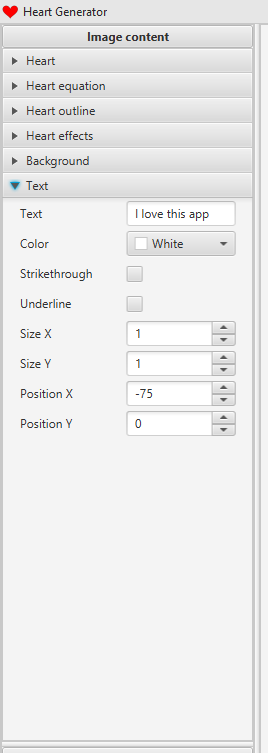 Heart Generator
Image content
Heart
Heart equation
Heart outline
Heart effects
Background
Text
Text I love this app
Color White
Strikethrough
Underline
Size X 1
Size Y 1
Position X -75
Position Y 0